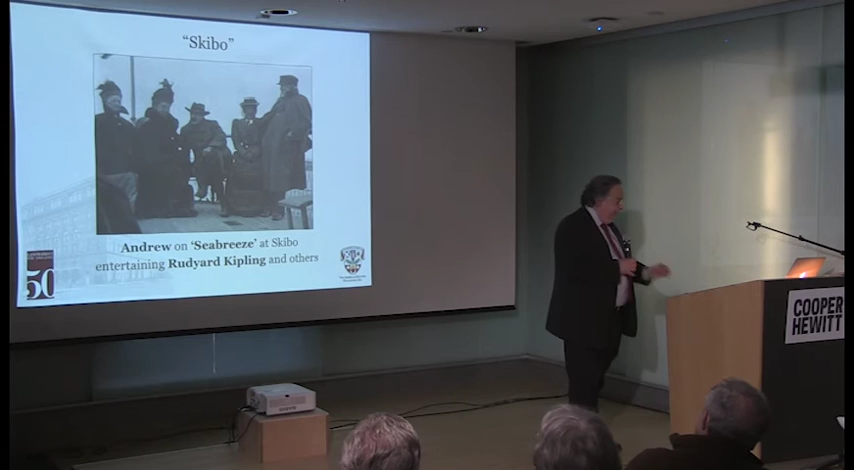 "Skibo"
Andrew on 'Seabreeze' at Skibo
entertaining Rudyard Kipling and others
50
COOPER
HEWITT